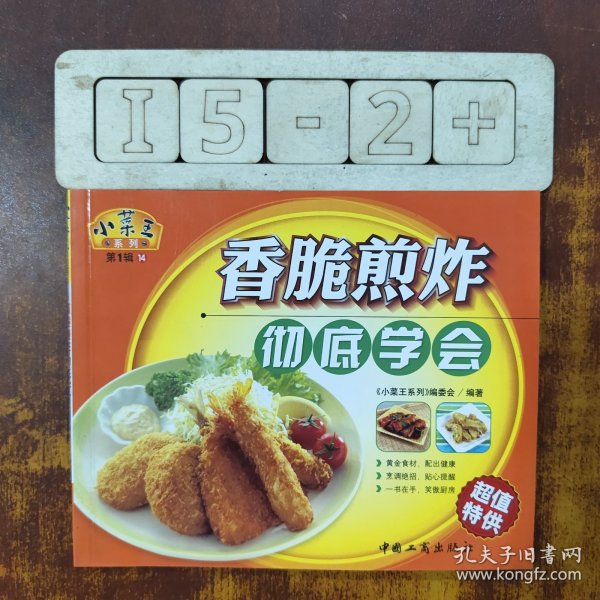 I5-2+
小菜王
系列
第1辑 14
香脆煎炸
彻底学会
《小菜王系列》编委会／编著
黄金食材，配出健康
烹调绝招，贴心提醒
一书在手，笑傲厨房
超值
特供
中国工商出版社
孔夫子旧书网
www.kongfz.com